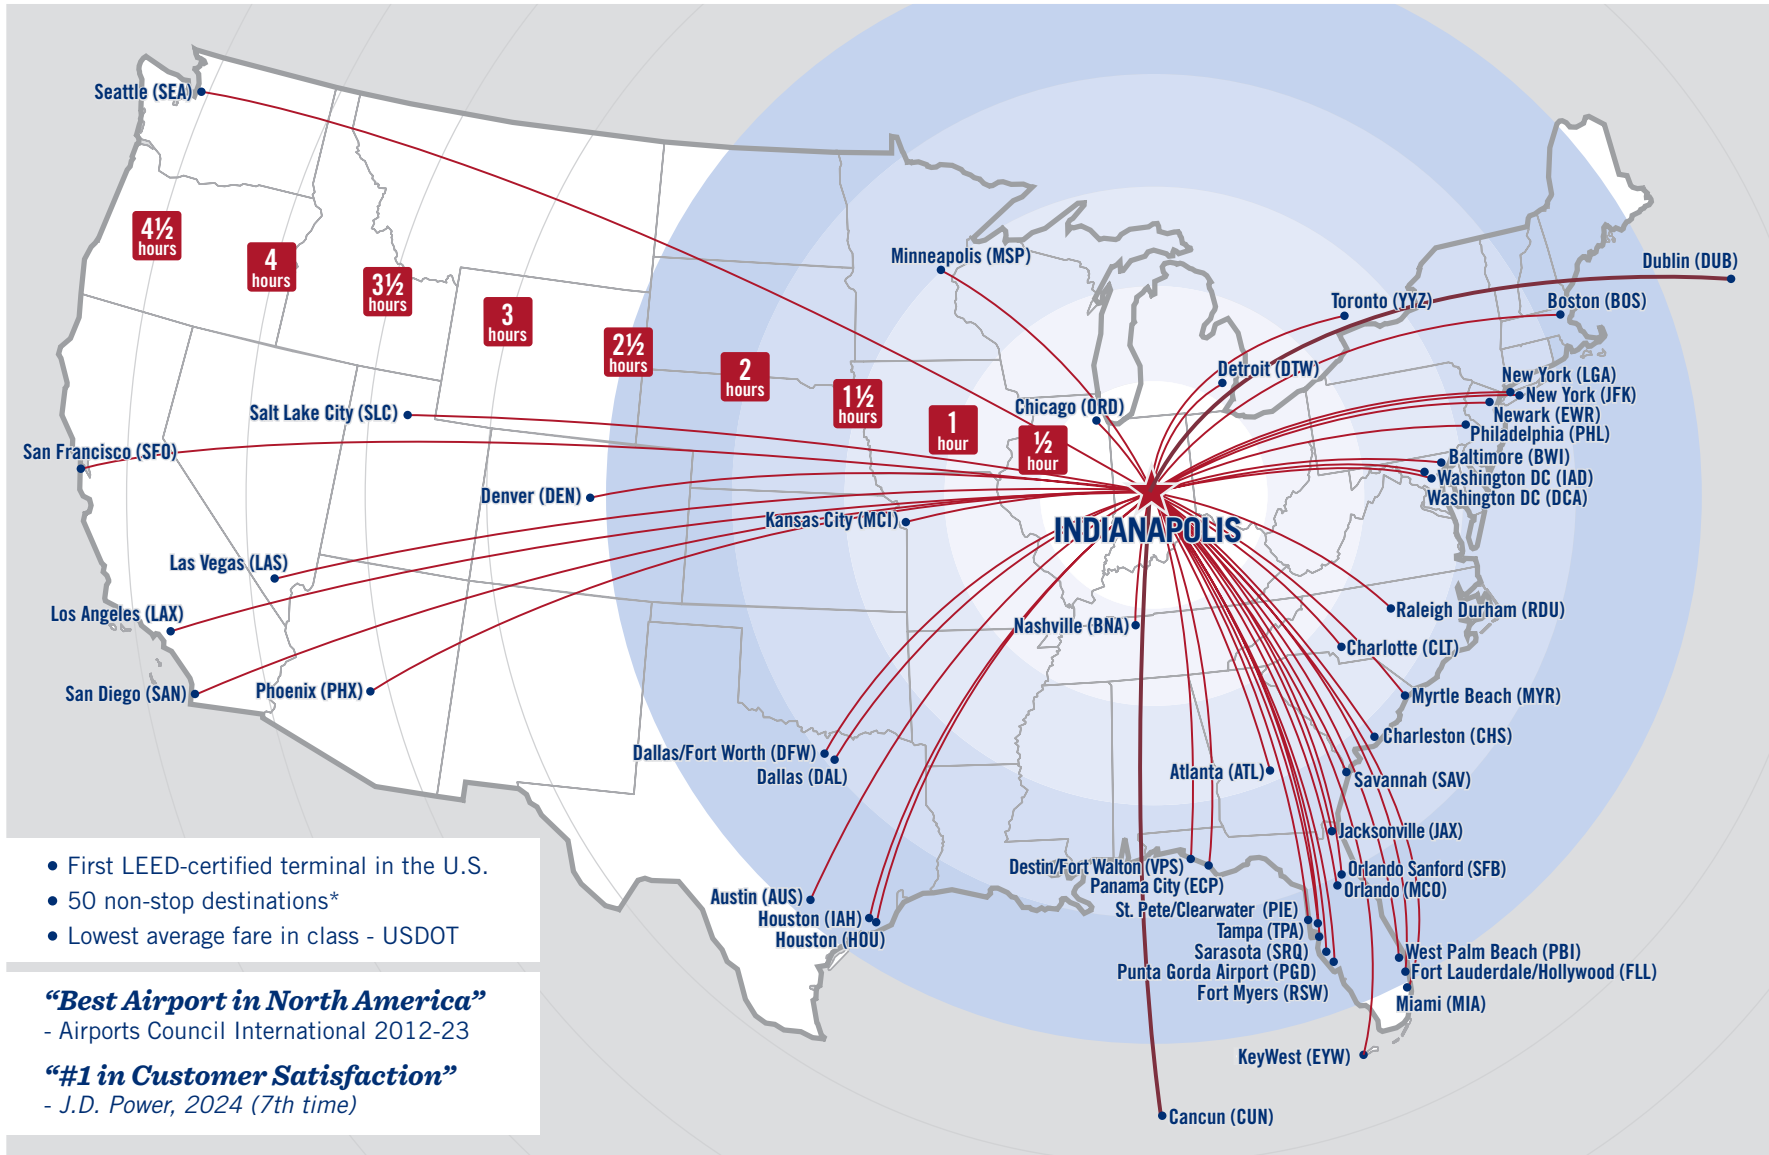 Seattle (SEA)
4½
hours
4
hours
3½
hours
3
hours
2½
hours
2
hours
1½
hours
1
hour
½
hour
Minneapolis (MSP)
Dublin (DUB)
Toronto (YYZ)
Boston (BOS)
Detroit (DTW)
New York (LGA)
New York (JFK)
Newark (EWR)
Philadelphia (PHL)
Chicago (ORD)
Salt Lake City (SLC)
San Francisco (SFO)
Baltimore (BWI)
Washington DC (IAD)
Washington DC (DCA)
Denver (DEN)
Kansas City (MCI)
INDIANAPOLIS
Las Vegas (LAS)
Los Angeles (LAX)
San Diego (SAN)
Phoenix (PHX)
Nashville (BNA)
Raleigh Durham (RDU)
Charlotte (CLT)
Myrtle Beach (MYR)
Charleston (CHS)
Dallas/Fort Worth (DFW)
Dallas (DAL)
Atlanta (ATL)
Savannah (SAV)
Jacksonville (JAX)
Destin/Fort Walton (VPS)
Panama City (ECP)
Orlando Sanford (SFB)
Orlando (MCO)
Austin (AUS)
Houston (IAH)
Houston (HOU)
St. Pete/Clearwater (PIE)
Tampa (TPA)
Sarasota (SRQ)
Punta Gorda Airport (PGD)
Fort Myers (RSW)
West Palm Beach (PBI)
Fort Lauderdale/Hollywood (FLL)
Miami (MIA)
KeyWest (EYW)
Cancun (CUN)
• First LEED-certified terminal in the U.S.
• 50 non-stop destinations*
• Lowest average fare in class - USDOT
“Best Airport in North America”
- Airports Council International 2012-23
“#1 in Customer Satisfaction”
- J.D. Power, 2024 (7th time)